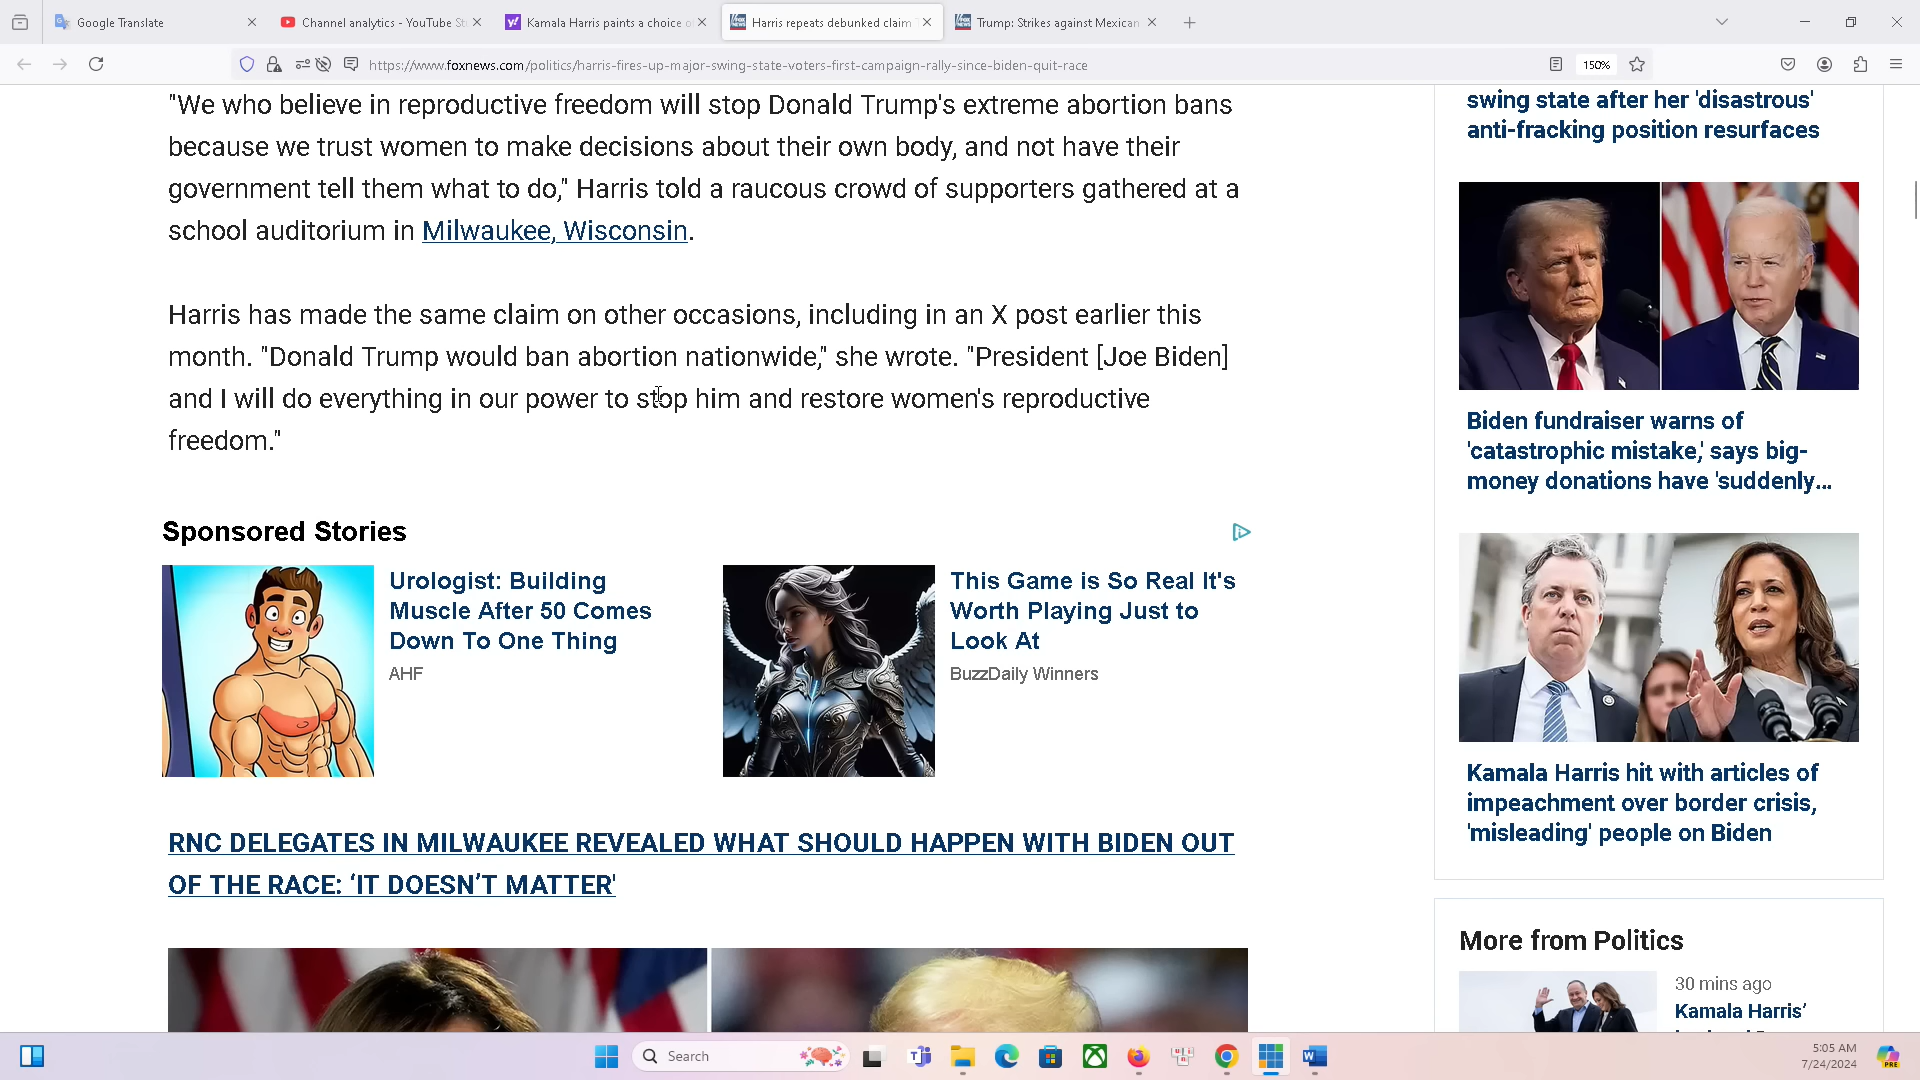 Google Translate
Channel analytics - YouTube St
Kamala Harris paints a choice o
Harris repeats debunked claim T
Trump: Strikes against Mexican
https://www.foxnews.com/politics/harris-fires-up-major-swing-state-voters-first-campaign-rally-since-biden-quit-race
150%
"We who believe in reproductive freedom will stop Donald Trump's extreme abortion bans
because we trust women to make decisions about their own body, and not have their
government tell them what to do," Harris told a raucous crowd of supporters gathered at a
school auditorium in Milwaukee, Wisconsin.
Harris has made the same claim on other occasions, including in an X post earlier this
month. "Donald Trump would ban abortion nationwide," she wrote. "President [Joe Biden]
and I will do everything in our power to stop him and restore women's reproductive
freedom."
Sponsored Stories
Urologist: Building
Muscle After 50 Comes
Down To One Thing
AHF
This Game is So Real It's
Worth Playing Just to
Look At
BuzzDaily Winners
RNC DELEGATES IN MILWAUKEE REVEALED WHAT SHOULD HAPPEN WITH BIDEN OUT
OF THE RACE: ‘IT DOESN’T MATTER'
swing state after her 'disastrous'
anti-fracking position resurfaces
Biden fundraiser warns of
'catastrophic mistake,' says big-
money donations have 'suddenly...
Kamala Harris hit with articles of
impeachment over border crisis,
'misleading' people on Biden
More from Politics
30 mins ago
Kamala Harris’
Search
5:05 AM
7/24/2024
PRE